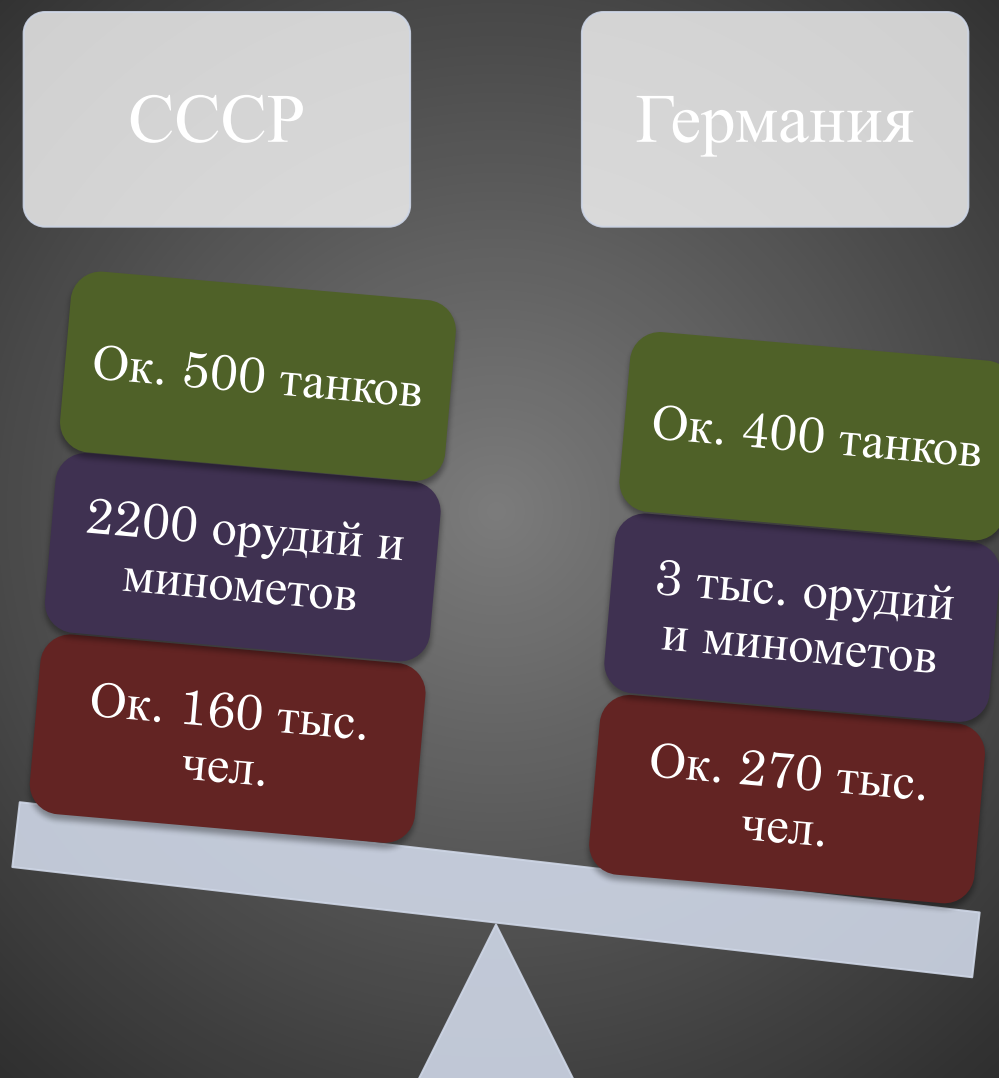 СССР
Германия
Ок. 500 танков
2200 орудий и
минометов
Ок. 160 тыс.
чел.
Ок. 400 танков
3 тыс. орудий
и минометов
Ок. 270 тыс.
чел.